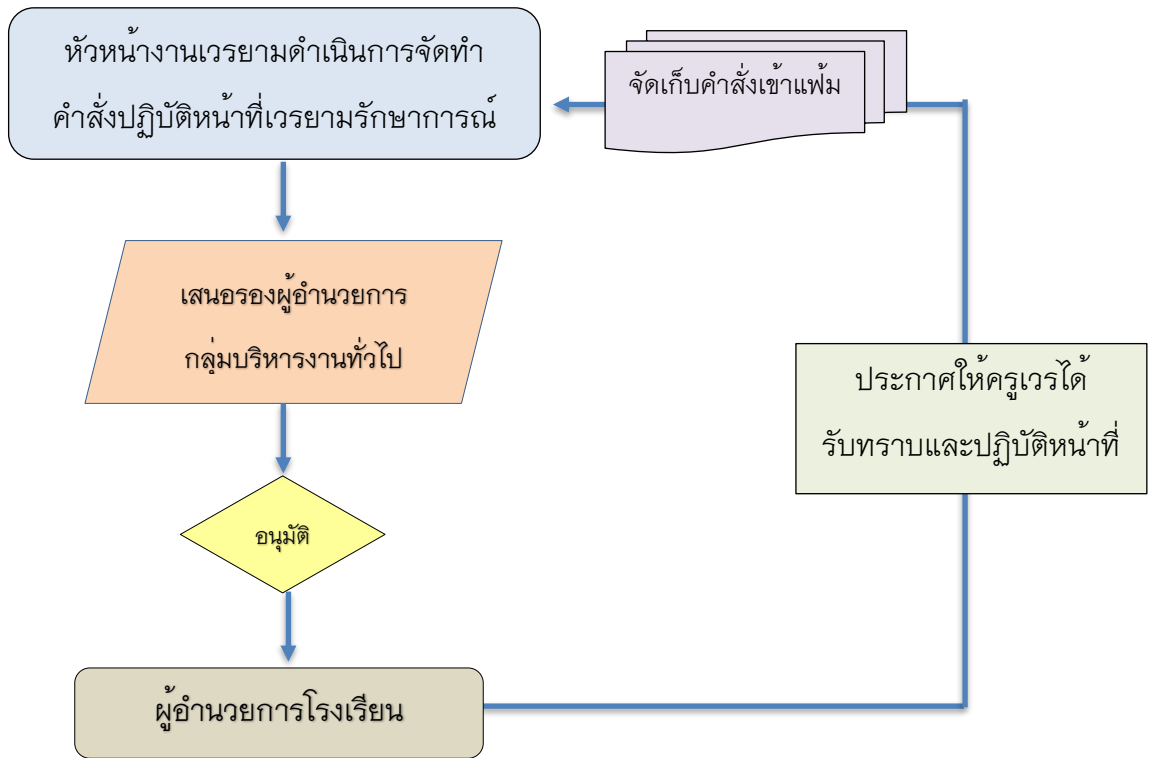 หัวหน้างานเวรยามดำเนินการจัดทำ
คำสั่งปฏิบัติหน้าที่เวรยามรักษาการณ์
จัดเก็บคำสั่งเข้าแฟ้ม
เสนอรองผู้อำนวยการ
กลุ่มบริหารงานทั่วไป
ประกาศให้ครูเวรได้
รับทราบและปฏิบัติหน้าที่
อนุมัติ
ผู้อำนวยการโรงเรียน